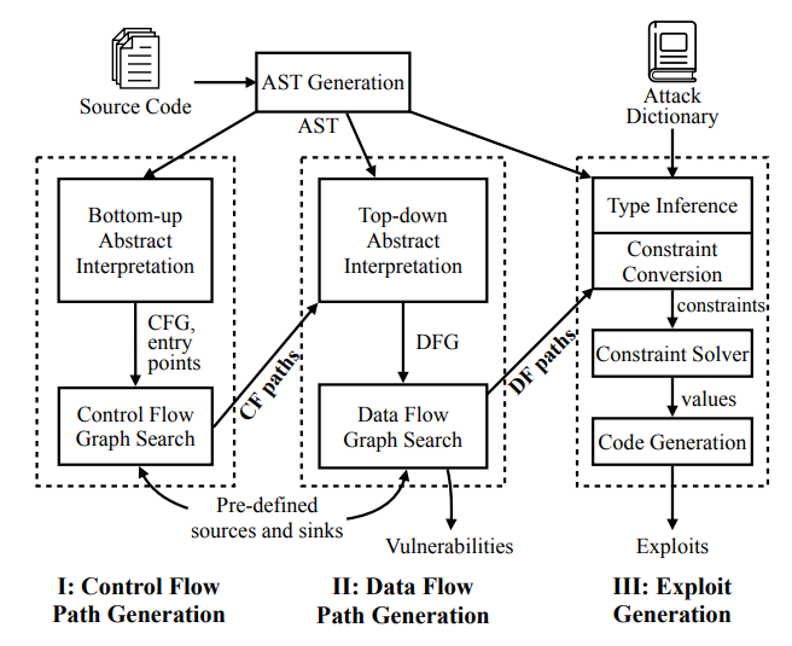 Source Code
AST Generation
AST
Attack
Dictionary
Bottom-up
Abstract
Interpretation
CFG,
entry
points
Control Flow
Graph Search
CF paths
Top-down
Abstract
Interpretation
DFG
Data Flow
Graph Search
DF paths
Type Inference
Constraint
Conversion
constraints
Constraint Solver
values
Code Generation
Pre-defined
sources and sinks
Vulnerabilities
Exploits
I: Control Flow
Path Generation
II: Data Flow
Path Generation
III: Exploit
Generation